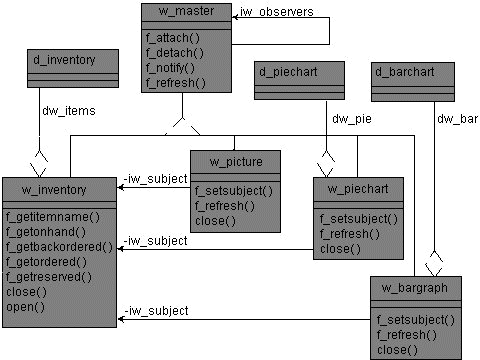 w_master
iw_observers
f_attach()
f_detach()
f_notify()
f_refresh()
d_inventory
d_piechart
d_barchart
dw_items
dw_pie
dw_bar
w_inventory
f_getitemname()
f_getonhand()
f_getbackordered()
f_getordered()
f_getreserved()
close()
open()
-iw_subject
-iw_subject
-iw_subject
w_picture
f_setsubject()
f_refresh()
close()
w_piechart
f_setsubject()
f_refresh()
close()
w_bargraph
f_setsubject()
f_refresh()
close()